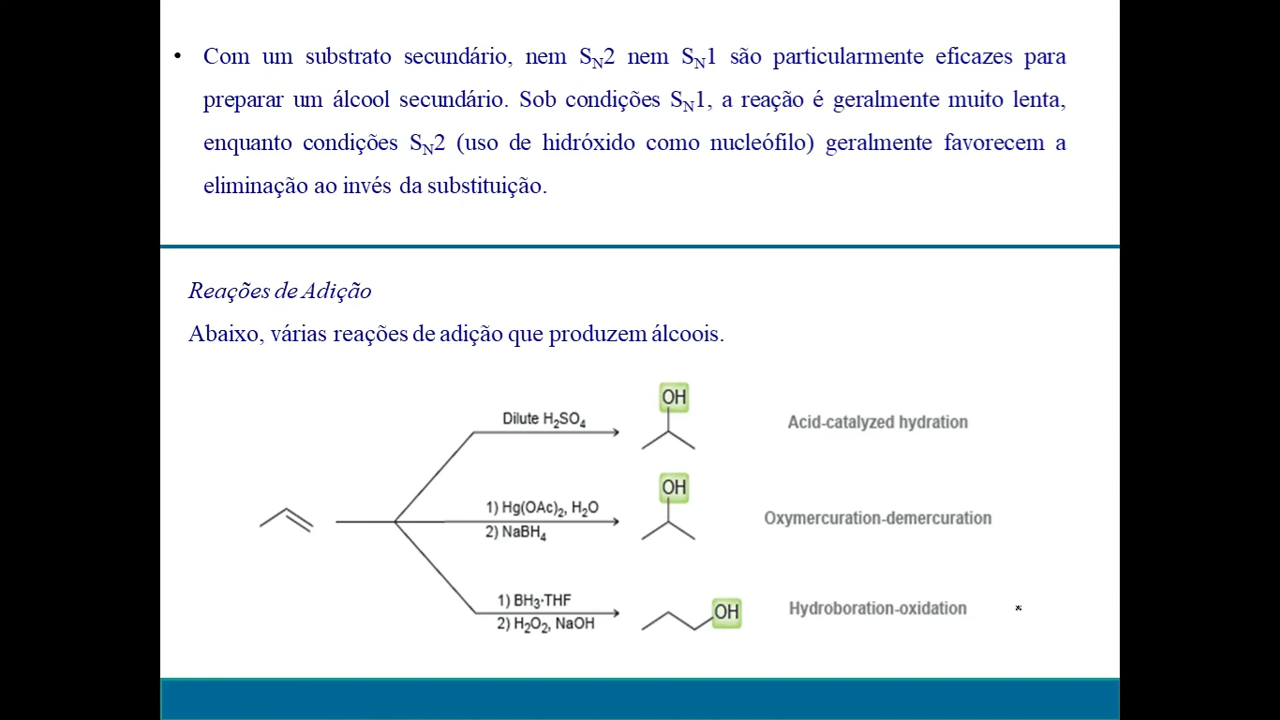 • Com um substrato secundário, nem SN2 nem SN1 são particularmente eficazes para
preparar um álcool secundário. Sob condições SN1, a reação é geralmente muito lenta,
enquanto condições SN2 (uso de hidróxido como nucleófilo) geralmente favorecem a
eliminação ao invés da substituição.
Reações de Adição
Abaixo, várias reações de adição que produzem álcoois.
Dilute H2SO4
OH
Acid-catalyzed hydration
1) Hg(OAc)2, H2O
2) NaBH4
OH
Oxymercuration-demercuration
1) BH3·THF
2) H2O2, NaOH
OH
Hydroboration-oxidation